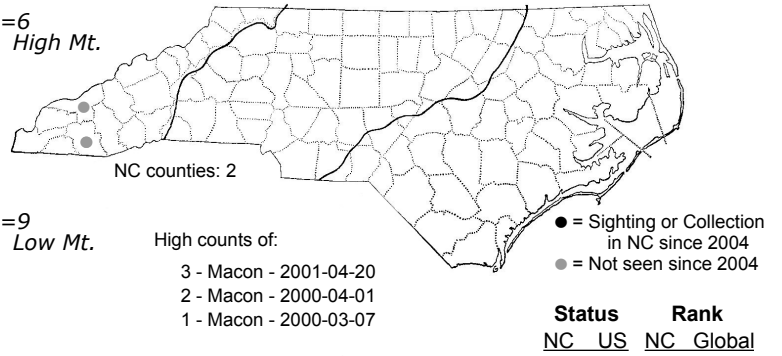 =6
High Mt.
NC counties: 2
=9
Low Mt.
High counts of:
3 - Macon - 2001-04-20
2 - Macon - 2000-04-01
1 - Macon - 2000-03-07
● = Sighting or Collection
in NC since 2004
● = Not seen since 2004
Status Rank
NC US NC Global